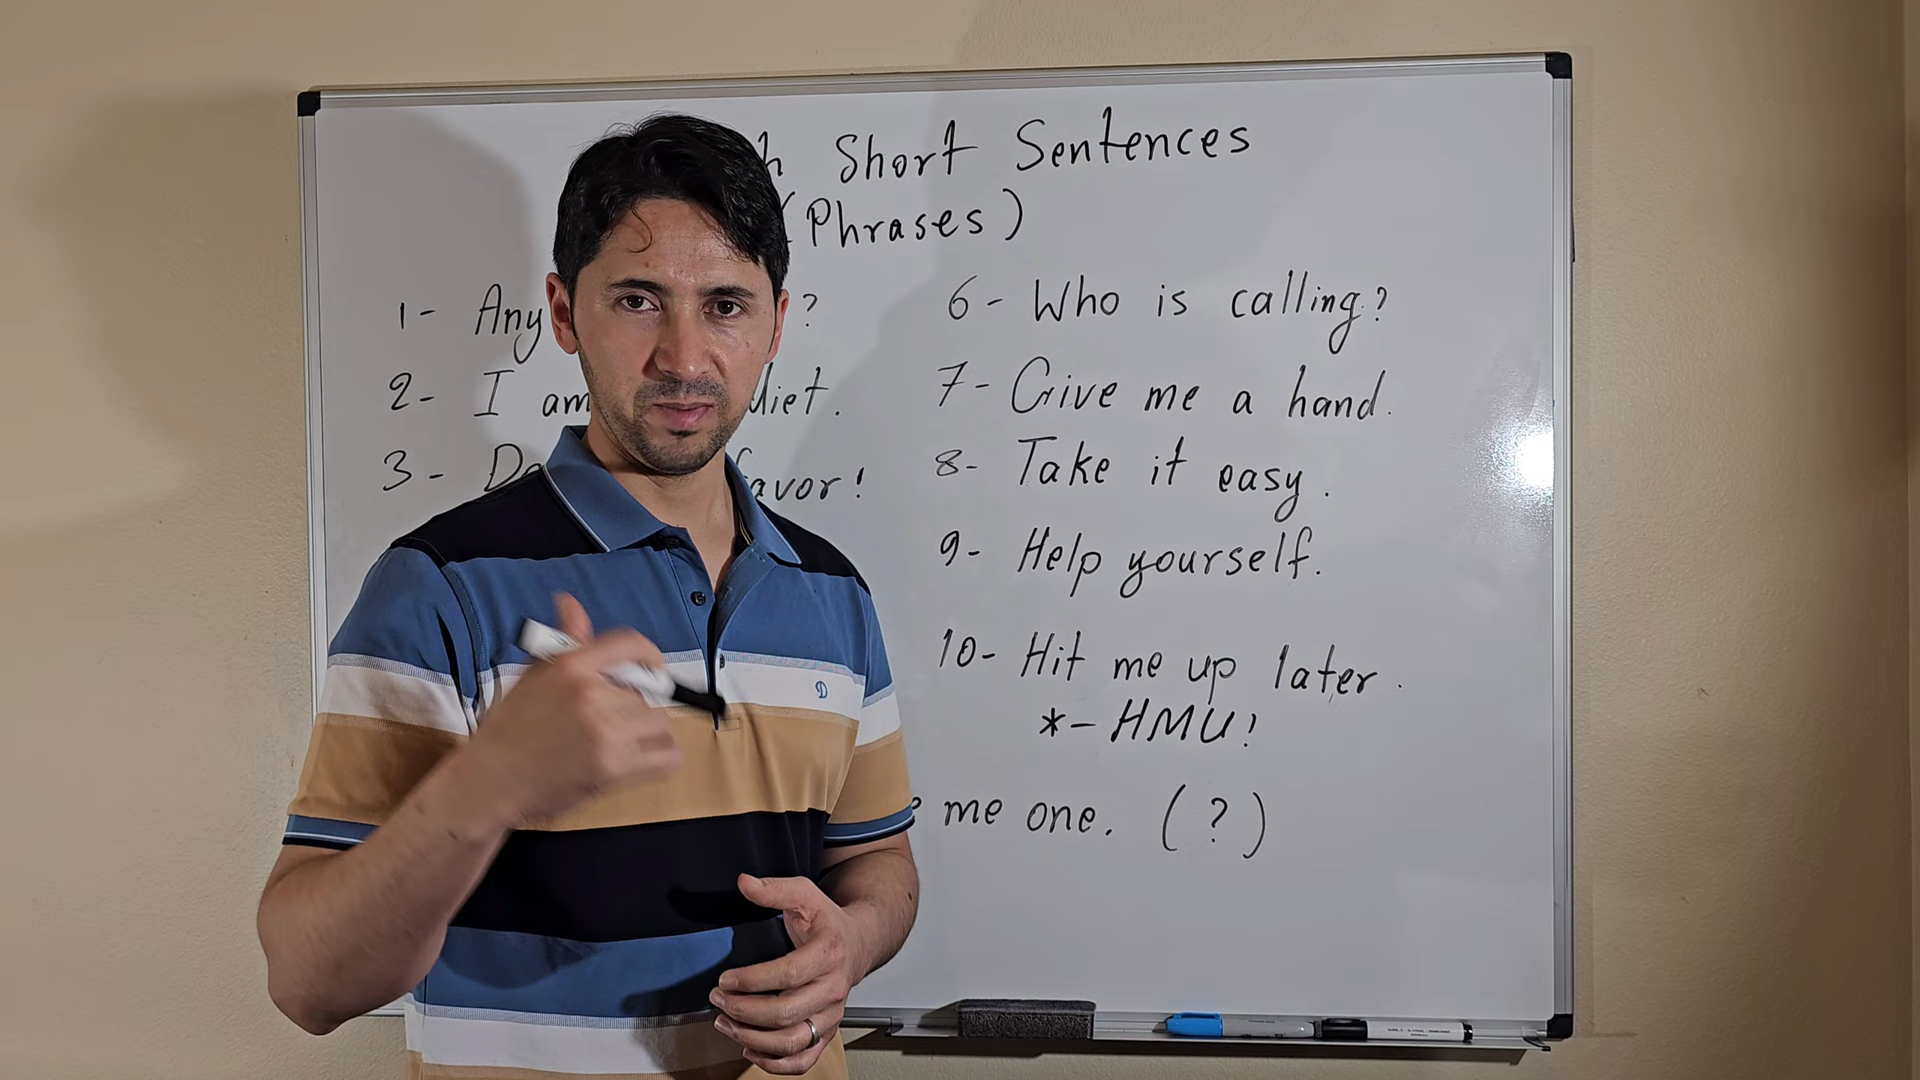 Short Sentences
(Phrases)
1- Any ?
2- I am diet.
3- favor!
6- Who is calling?
7- Give me a hand.
8- Take it easy.
9- Help yourself.
10- Hit me up later.
*- HMU!
me one. (?)
D